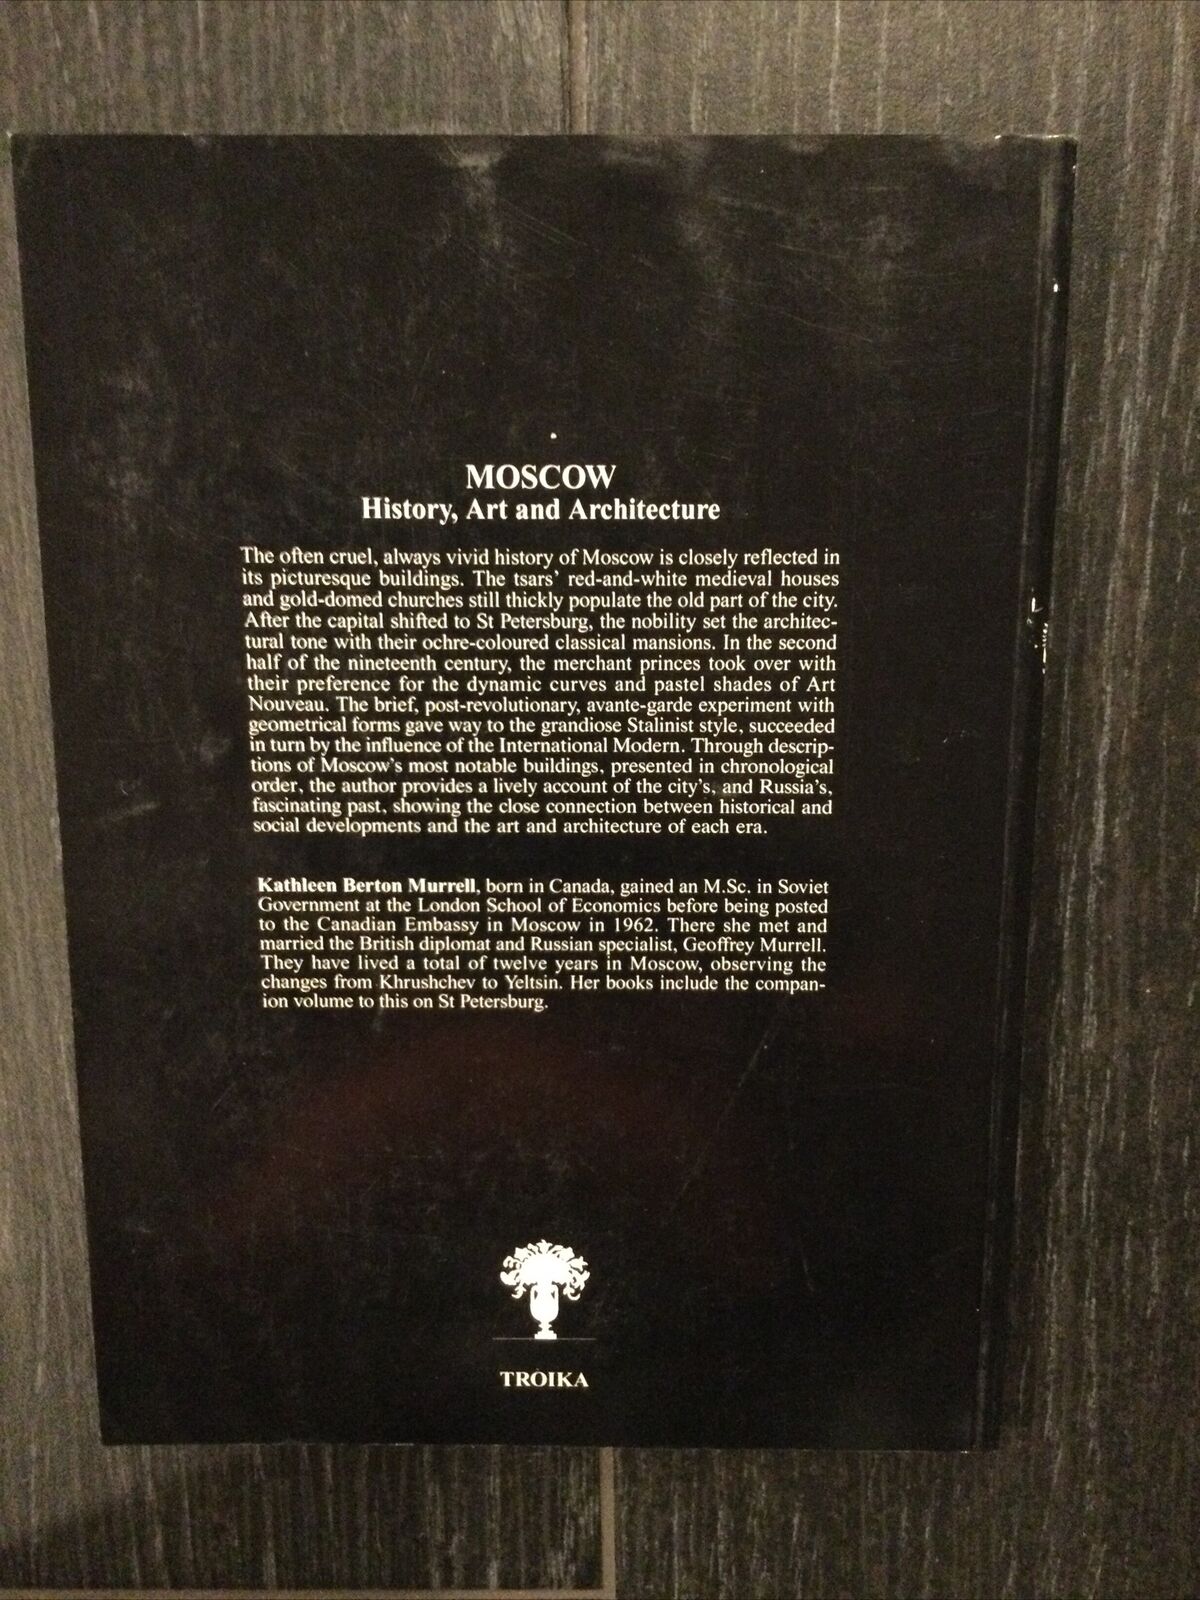 MOSCOW
History, Art and Architecture
The often cruel, always vivid history of Moscow is closely reflected in
its picturesque buildings. The tsars' red-and-white medieval houses
and gold-domed churches still thickly populate the old part of the city.
After the capital shifted to St Petersburg, the nobility set the architec-
tural tone with their ochre-coloured classical mansions. In the second
half of the nineteenth century, the merchant princes took over with
their preference for the dynamic curves and pastel shades of Art
Nouveau. The brief, post-revolutionary, avante-garde experiment with
geometrical forms gave way to the grandiose Stalinist style, succeeded
in turn by the influence of the International Modern. Through descrip-
tions of Moscow's most notable buildings, presented in chronological
order, the author provides a lively account of the city's, and Russia's,
fascinating past, showing the close connection between historical and
social developments and the art and architecture of each era.
Kathleen Berton Murrell, born in Canada, gained an M.Sc. in Soviet
Government at the London School of Economics before being posted
to the Canadian Embassy in Moscow in 1962. There she met and
married the British diplomat and Russian specialist, Geoffrey Murrell.
They have lived a total of twelve years in Moscow, observing the
changes from Khrushchev to Yeltsin. Her books include the compan-
ion volume to this on St Petersburg.
TROIKA